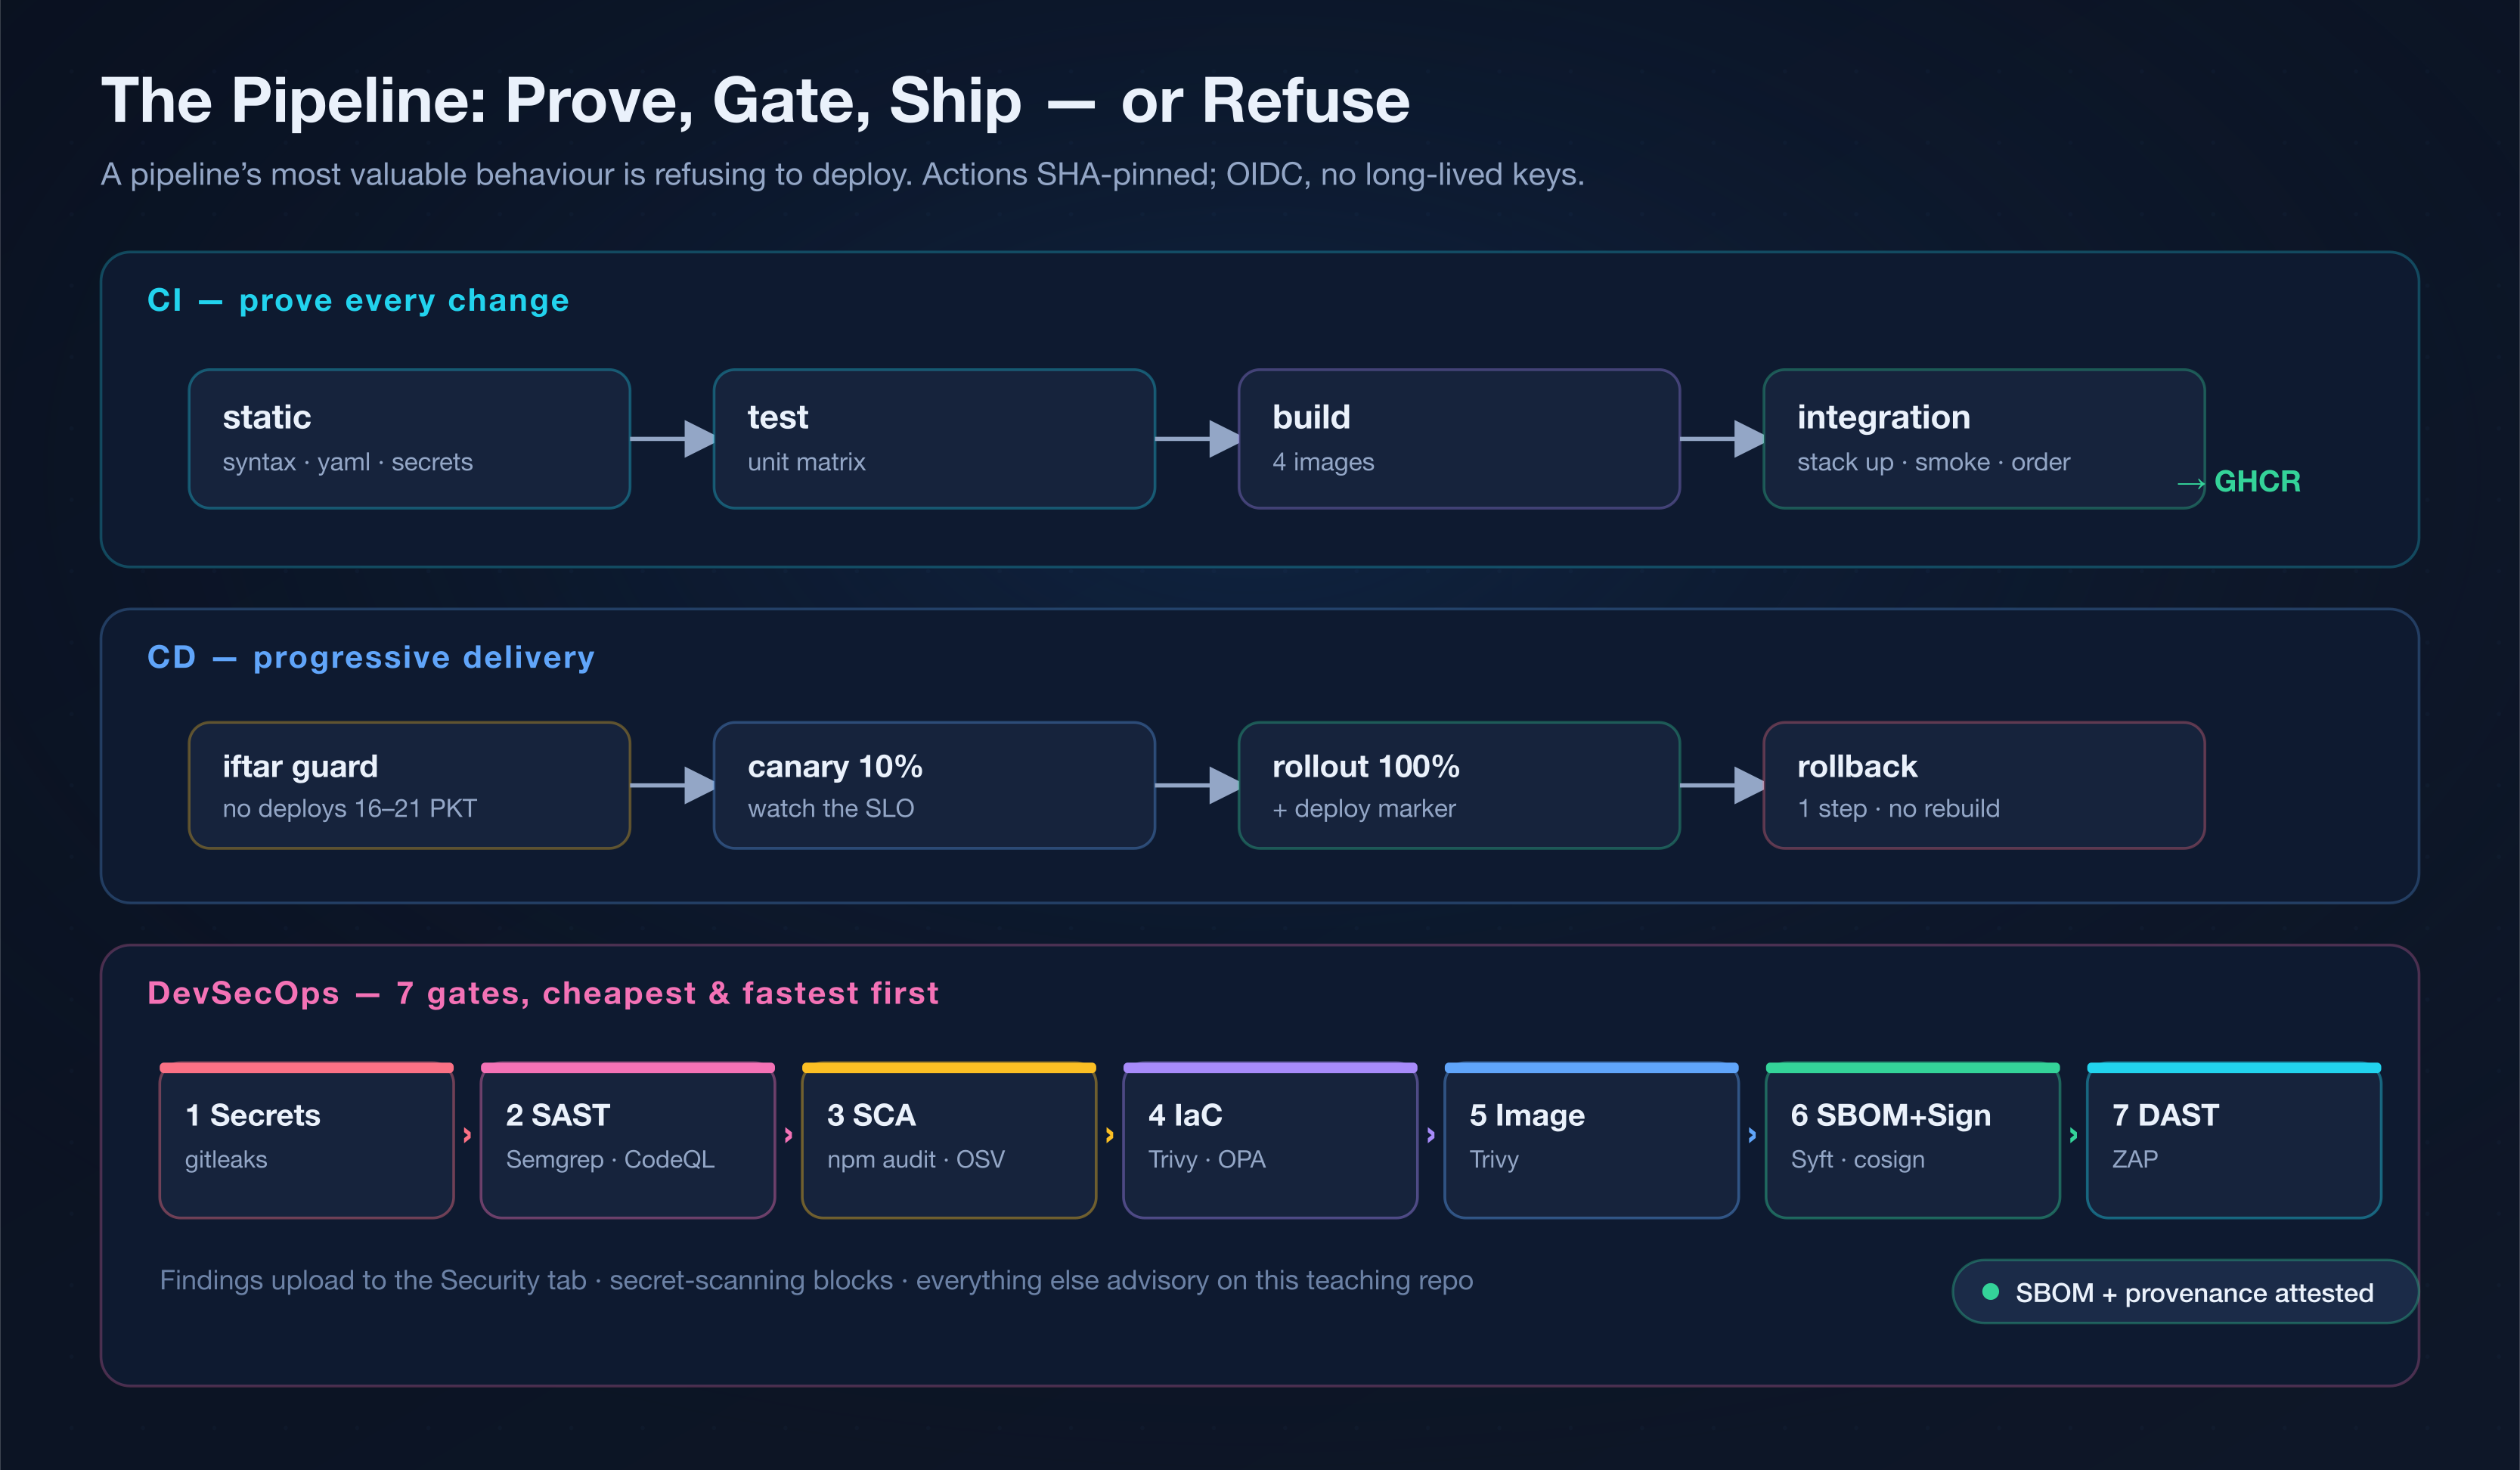 The Pipeline: Prove, Gate, Ship — or Refuse
A pipeline’s most valuable behaviour is refusing to deploy. Actions SHA-pinned; OIDC, no long-lived keys.
CI — prove every change
static
syntax · yaml · secrets
test
unit matrix
build
4 images
integration
stack up · smoke · order
→ GHCR
CD — progressive delivery
iftar guard
no deploys 16–21 PKT
canary 10%
watch the SLO
rollout 100%
+ deploy marker
rollback
1 step · no rebuild
DevSecOps — 7 gates, cheapest & fastest first
1 Secrets
gitleaks
›
2 SAST
Semgrep · CodeQL
›
3 SCA
npm audit · OSV
›
4 IaC
Trivy · OPA
›
5 Image
Trivy
›
6 SBOM+Sign
Syft · cosign
›
7 DAST
ZAP
Findings upload to the Security tab · secret-scanning blocks · everything else advisory on this teaching repo
SBOM + provenance attested